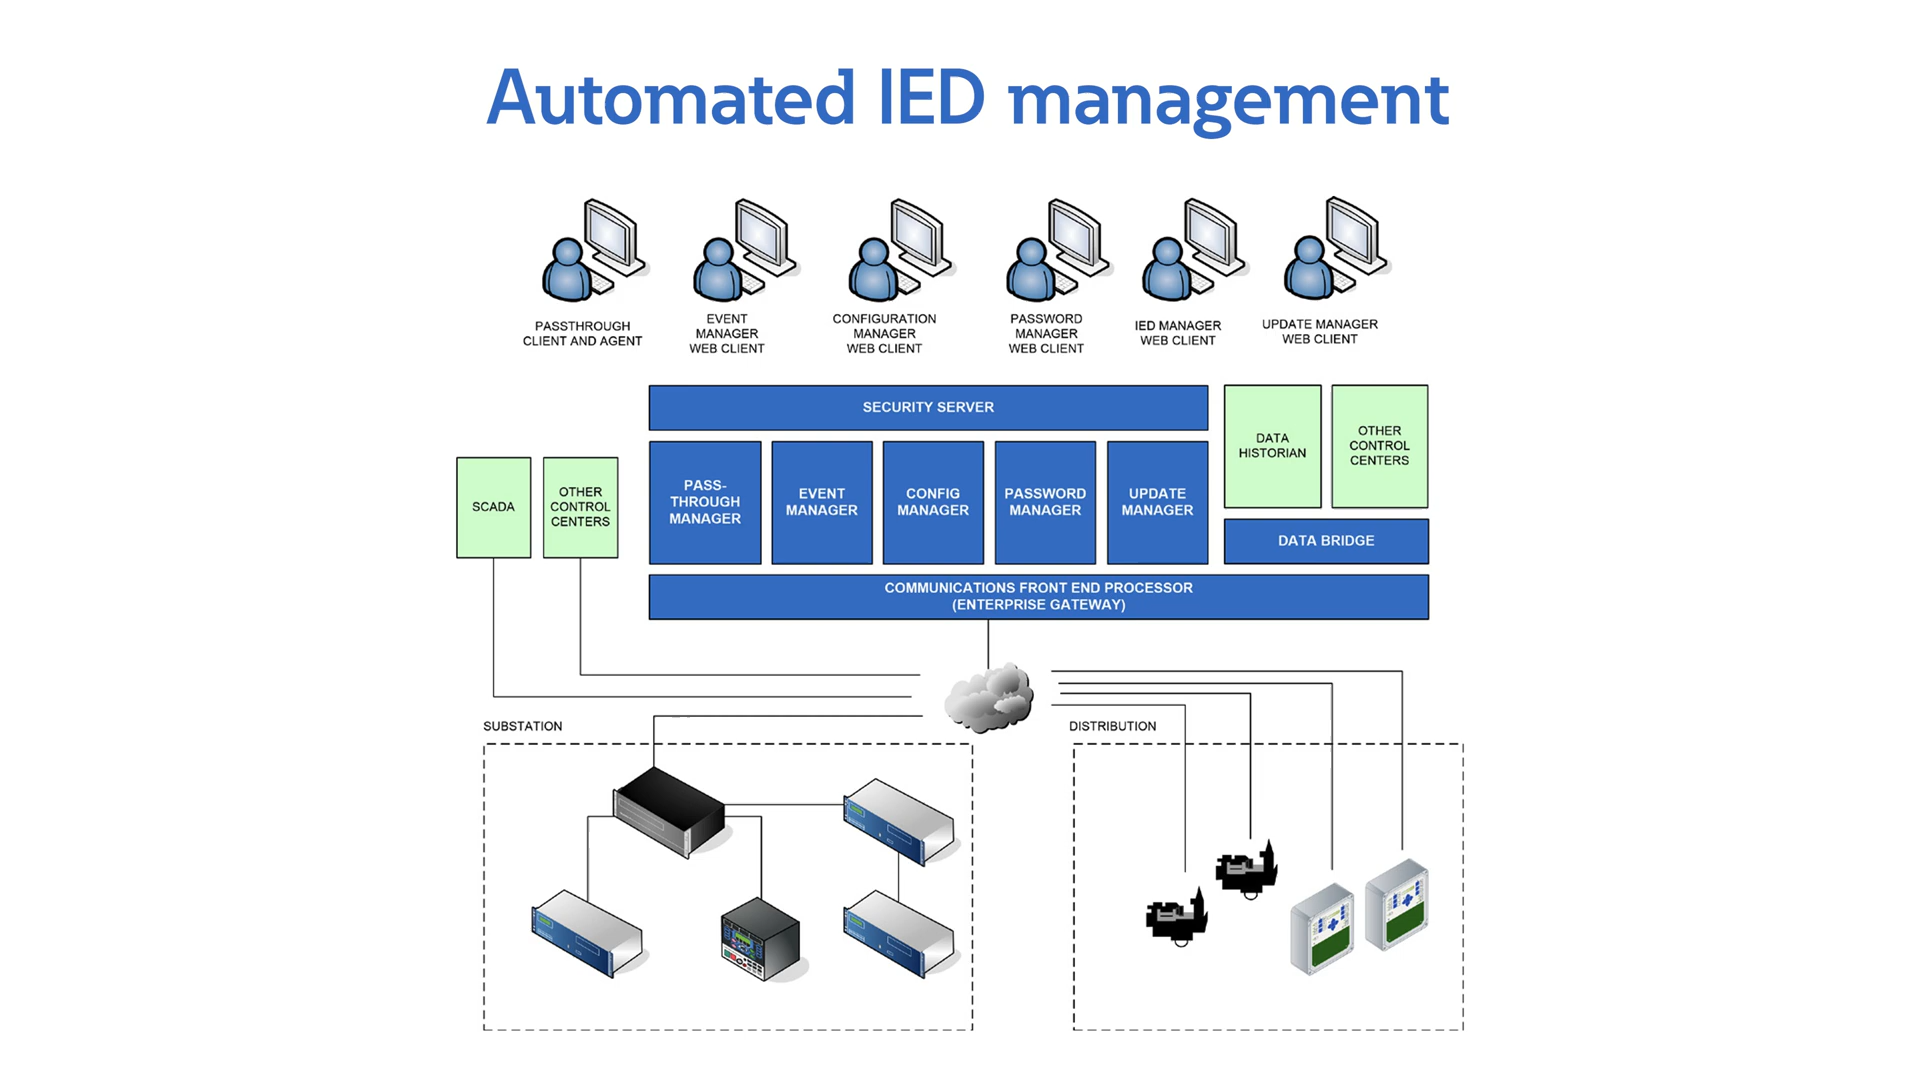 Automated IED management
PASSTHROUGH
CLIENT AND AGENT
EVENT
MANAGER
WEB CLIENT
CONFIGURATION
MANAGER
WEB CLIENT
PASSWORD
MANAGER
WEB CLIENT
IED MANAGER
WEB CLIENT
UPDATE MANAGER
WEB CLIENT
SECURITY SERVER
DATA
HISTORIAN
OTHER
CONTROL
CENTERS
SCADA
OTHER
CONTROL
CENTERS
PASS-
THROUGH
MANAGER
EVENT
MANAGER
CONFIG
MANAGER
PASSWORD
MANAGER
UPDATE
MANAGER
DATA BRIDGE
COMMUNICATIONS FRONT END PROCESSOR
(ENTERPRISE GATEWAY)
SUBSTATION
DISTRIBUTION